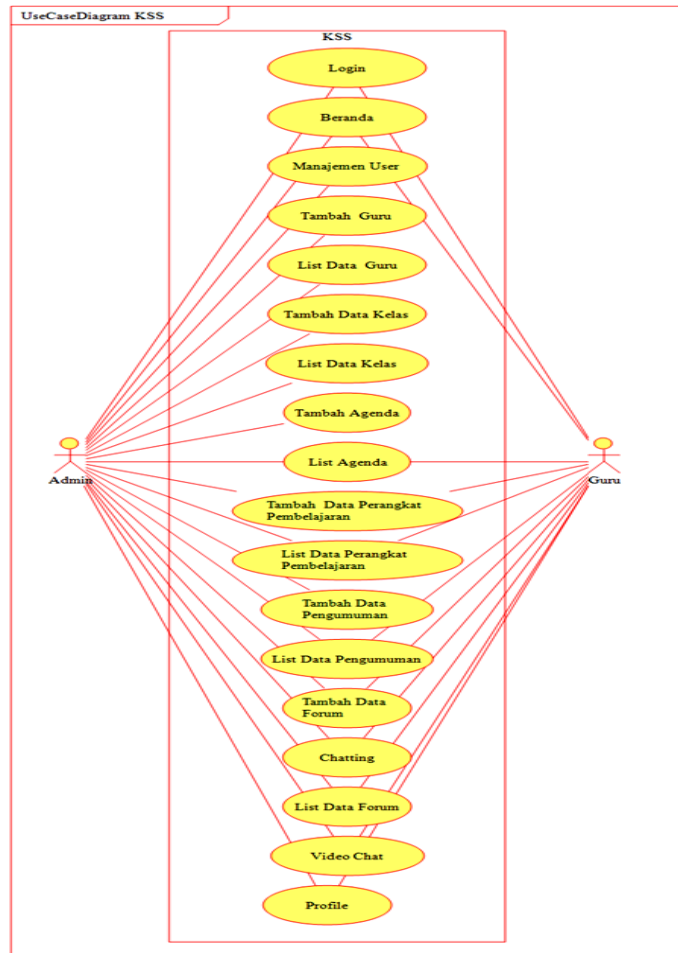 UseCaseDiagram KSS
KSS
Login
Beranda
Manajemen User
Tambah Guru
List Data Guru
Tambah Data Kelas
List Data Kelas
Tambah Agenda
List Agenda
Admin
Guru
Tambah Data Perangkat
Pembelajaran
List Data Perangkat
Pembelajaran
Tambah Data
Pengumuman
List Data Pengumuman
Tambah Data
Forum
Chatting
List Data Forum
Video Chat
Profile